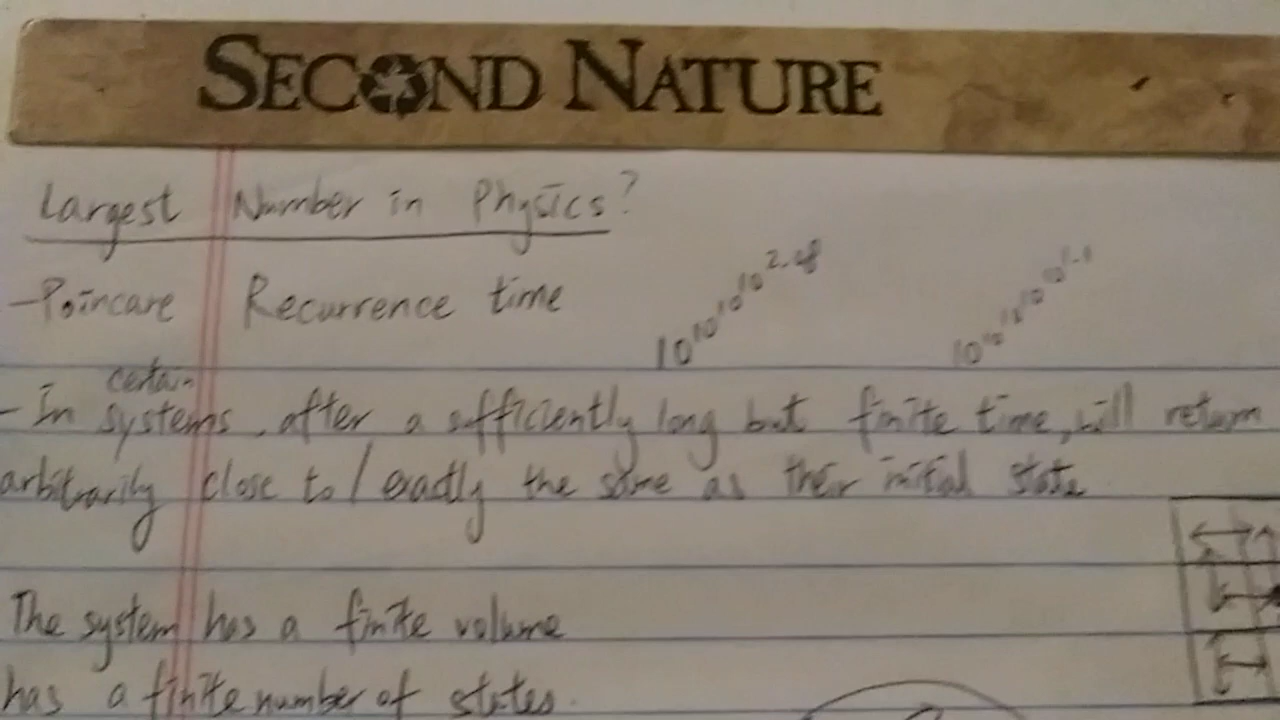 SECOND NATURE
Largest Number in Physics?
-Poincare Recurrence time 10^10^10^10^10^2.08 10^10^10^10^10^1.1
certain
- In systems, after a sufficiently long but finite time, will return
arbitrarily close to / exactly the same as their initial state
The system has a finite volume
has a finite number of states.